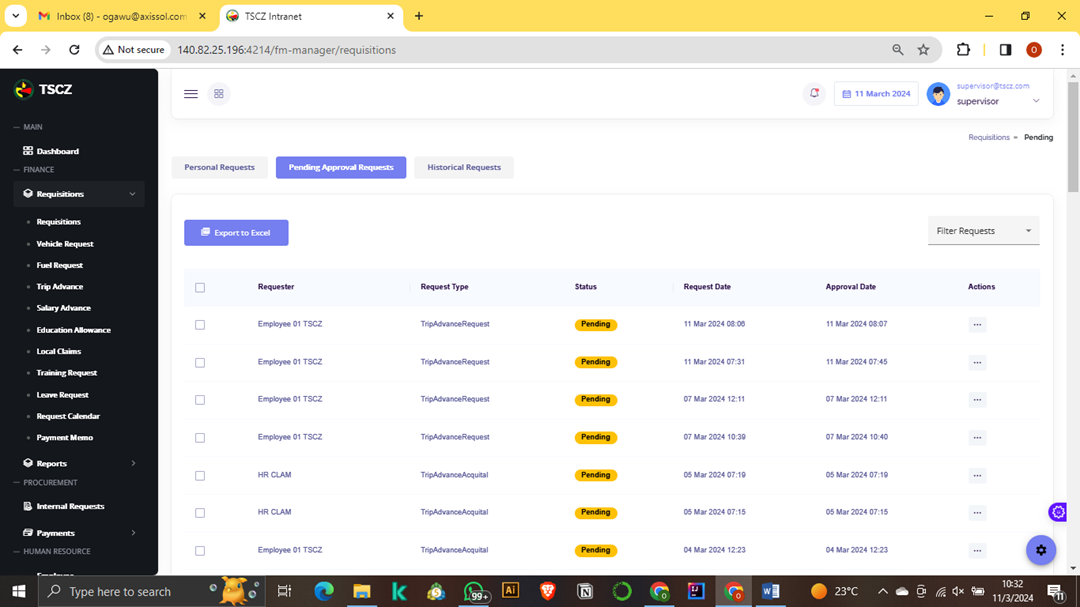 Inbox (8) - ogawu@axissol.com
TSCZ Intranet
Not secure
140.82.25.196:4214/fm-manager/requisitions
O
TSCZ
11 March 2024
supervisor@tscz.com
supervisor
MAIN
Dashboard
FINANCE
Requisitions
Requisitions
Vehicle Request
Fuel Request
Trip Advance
Salary Advance
Education Allowance
Local Claims
Training Request
Leave Request
Request Calendar
Payment Memo
Reports
PROCUREMENT
Internal Requests
Payments
HUMAN RESOURCE
Employee
Requisitions - Pending
Personal Requests
Pending Approval Requests
Historical Requests
Export to Excel
Filter Requests
Requester Request Type Status Request Date Approval Date Actions
Employee 01 TSCZ TripAdvanceRequest Pending 11 Mar 2024 08:06 11 Mar 2024 08:07 ...
Employee 01 TSCZ TripAdvanceRequest Pending 11 Mar 2024 07:31 11 Mar 2024 07:45 ...
Employee 01 TSCZ TripAdvanceRequest Pending 07 Mar 2024 12:11 07 Mar 2024 12:11 ...
Employee 01 TSCZ TripAdvanceRequest Pending 07 Mar 2024 10:39 07 Mar 2024 10:40 ...
HR CLAM TripAdvanceAcquital Pending 05 Mar 2024 07:19 05 Mar 2024 07:19 ...
HR CLAM TripAdvanceAcquital Pending 05 Mar 2024 07:15 05 Mar 2024 07:15 ...
Employee 01 TSCZ TripAdvanceAcquital Pending 04 Mar 2024 12:23 04 Mar 2024 12:23 ...
Type here to search
99+
Ai
23°C
10:32
11/3/2024
11